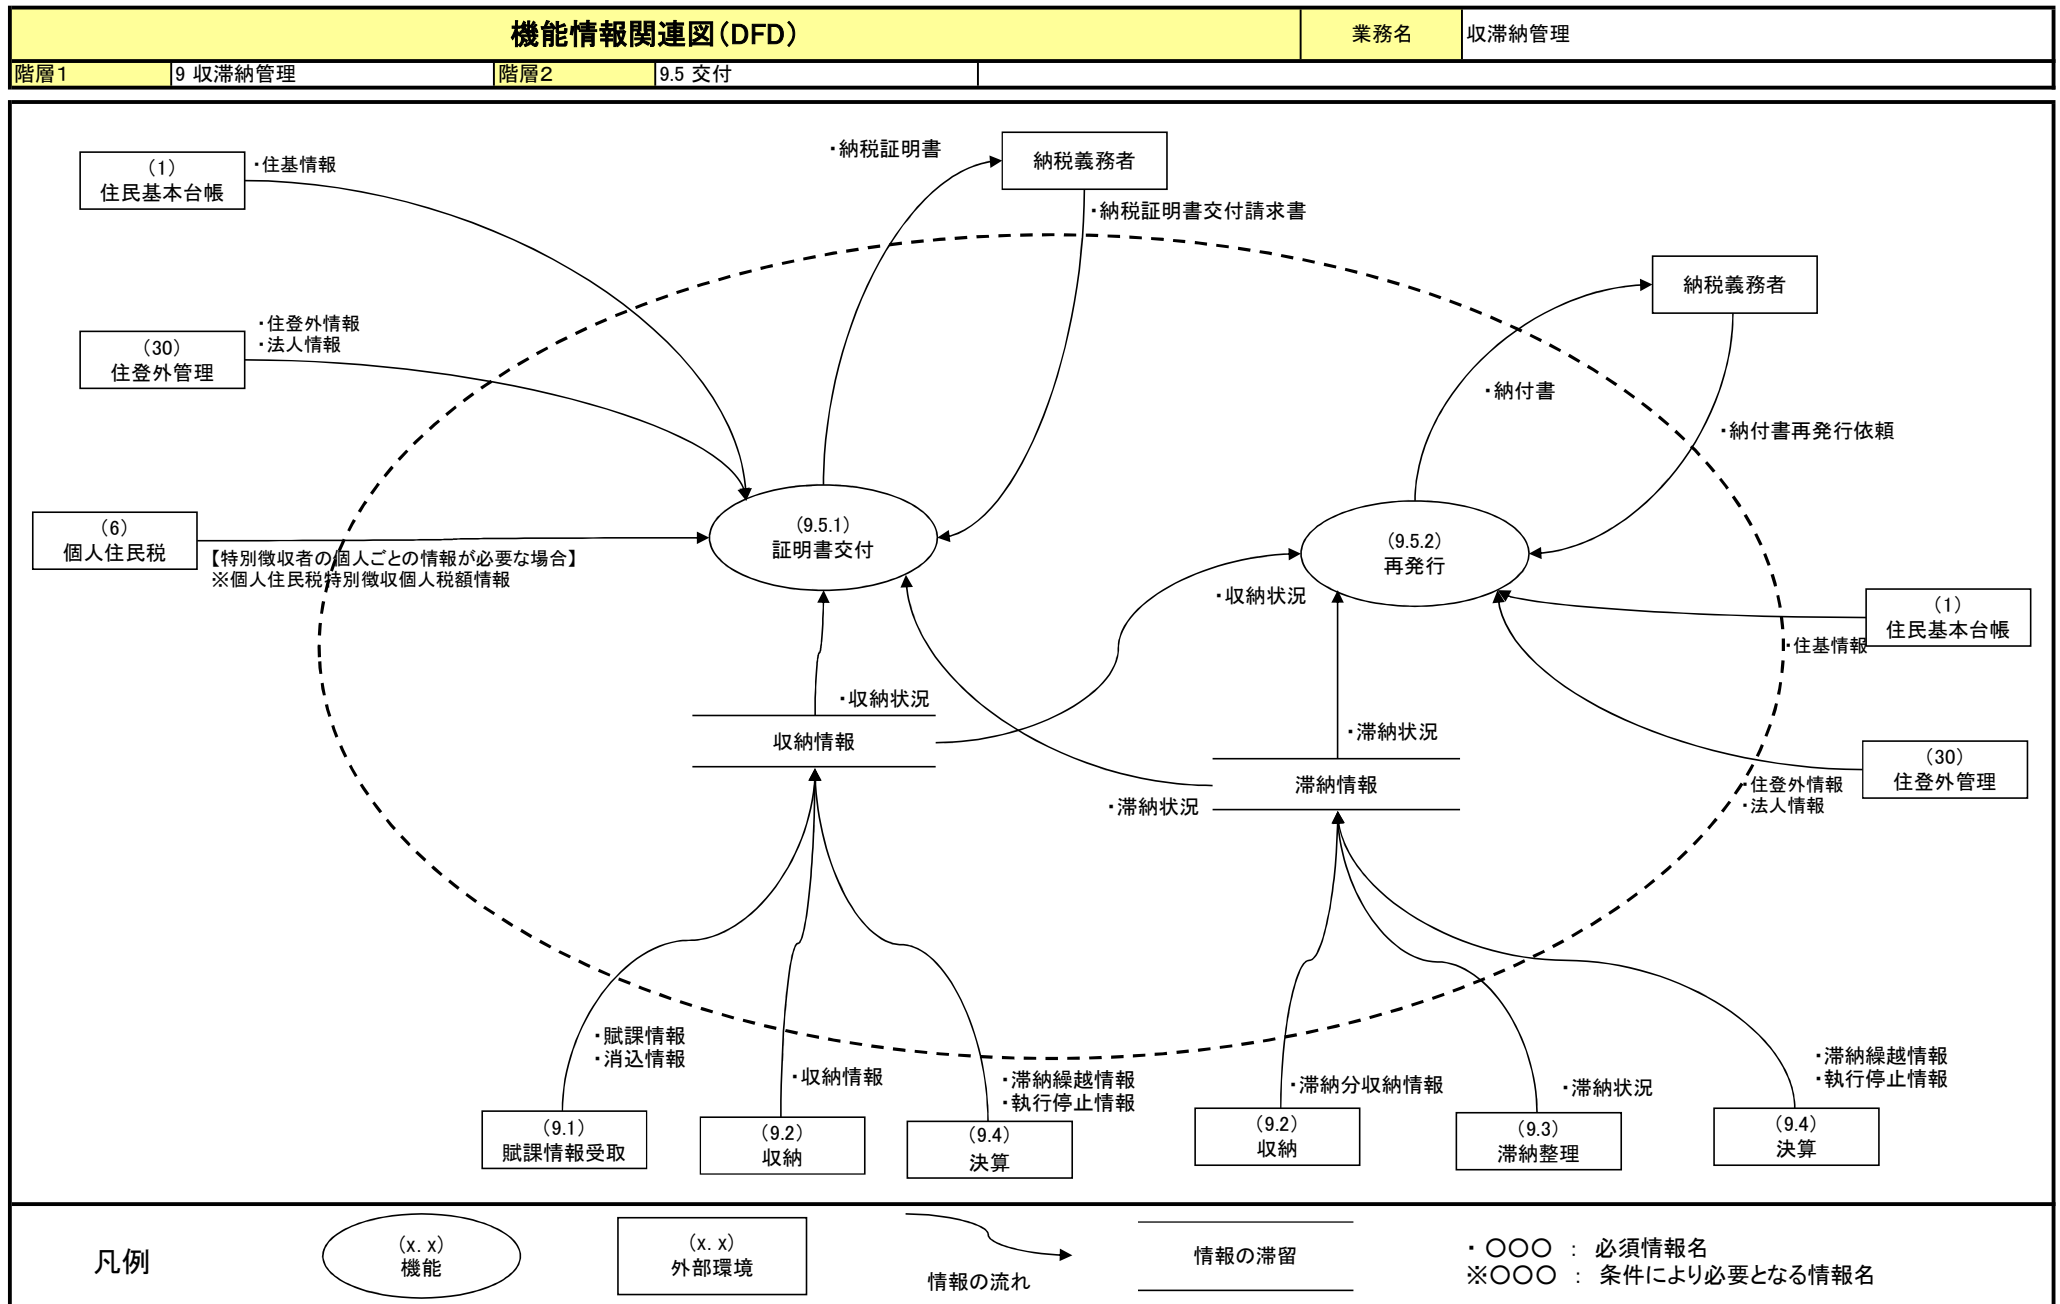 機能情報関連図(DFD)
業務名
収滞納管理
階層1
9 収滞納管理
階層2
9.5 交付
(1)
住民基本台帳
・住基情報
・納税証明書
納税義務者
・納税証明書交付請求書
納税義務者
(30)
住登外管理
・住登外情報
・法人情報
・納付書
・納付書再発行依頼
(6)
個人住民税
【特別徴収者の個人ごとの情報が必要な場合】
※個人住民税特別徴収個人税額情報
(9.5.1)
証明書交付
(9.5.2)
再発行
・収納状況
(1)
住民基本台帳
・住基情報
・収納状況
収納情報
・滞納状況
滞納情報
・滞納状況
(30)
住登外管理
・住登外情報
・法人情報
・賦課情報
・消込情報
・収納情報
・滞納繰越情報
・執行停止情報
・滞納分収納情報
・滞納状況
・滞納繰越情報
・執行停止情報
(9.1)
賦課情報受取
(9.2)
収納
(9.4)
決算
(9.2)
収納
(9.3)
滞納整理
(9.4)
決算
凡例
(x.x)
機能
(x.x)
外部環境
情報の流れ
情報の滞留
・○○○ : 必須情報名
※○○○ : 条件により必要となる情報名